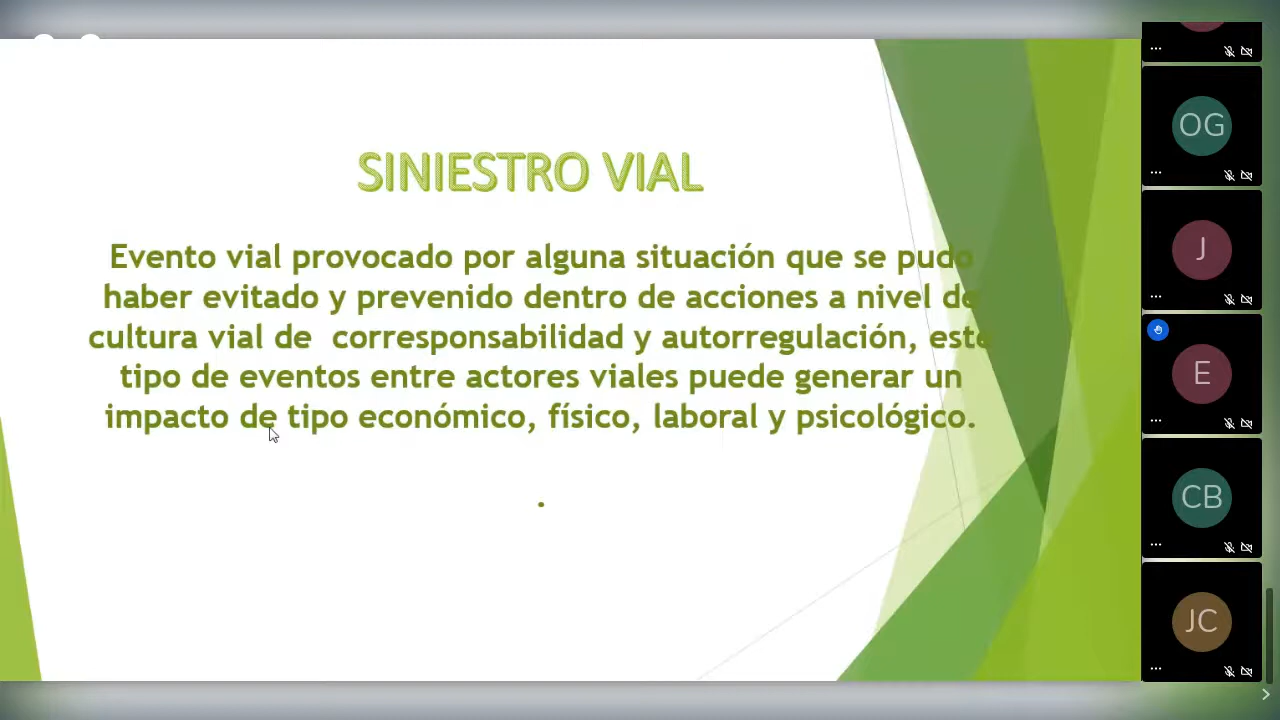 SINIESTRO VIAL
Evento vial provocado por alguna situación que se pudo
haber evitado y prevenido dentro de acciones a nivel de
cultura vial de  corresponsabilidad y autorregulación, este
tipo de eventos entre actores viales puede generar un
impacto de tipo económico, físico, laboral y psicológico.
.
OG
J
E
CB
JC